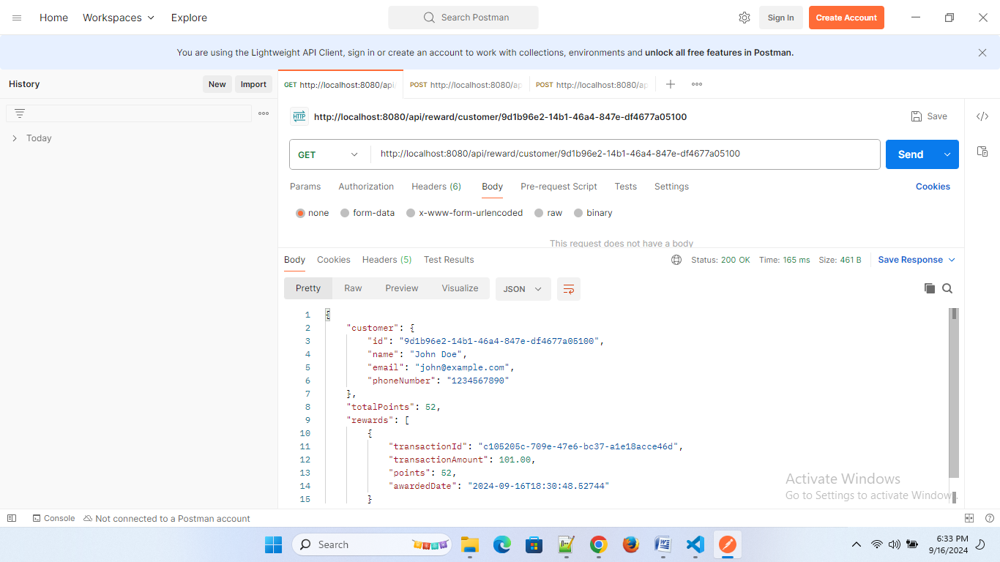 Home Workspaces Explore Search Postman Sign In Create Account
You are using the Lightweight API Client, sign in or create an account to work with collections, environments and unlock all free features in Postman.
History New Import
Today
GET http://localhost:8080/api/ POST http://localhost:8080/ap POST http://localhost:8080/ap
HTTP http://localhost:8080/api/reward/customer/9d1b96e2-14b1-46a4-847e-df4677a05100 Save
GET http://localhost:8080/api/reward/customer/9d1b96e2-14b1-46a4-847e-df4677a05100 Send
Params Authorization Headers (6) Body Pre-request Script Tests Settings Cookies
none form-data x-www-form-urlencoded raw binary
This request does not have a body
Body Cookies Headers (5) Test Results Status: 200 OK Time: 165 ms Size: 461 B Save Response
Pretty Raw Preview Visualize JSON
1 {
2 "customer": {
3 "id": "9d1b96e2-14b1-46a4-847e-df4677a05100",
4 "name": "John Doe",
5 "email": "john@example.com",
6 "phoneNumber": "1234567890"
7 },
8 "totalPoints": 52,
9 "rewards": [
10 {
11 "transactionId": "c105205c-709e-47e6-bc37-a1e18acce46d",
12 "transactionAmount": 101.00,
13 "points": 52,
14 "awardedDate": "2024-09-16T18:30:48.52744"
15 }
Activate Windows
Go to Settings to activate Windows.
Console Not connected to a Postman account
Search
6:33 PM
9/16/2024